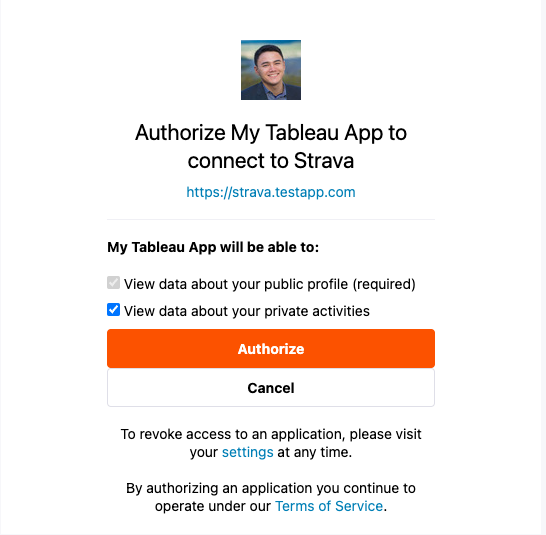 Authorize My Tableau App to
connect to Strava
https://strava.testapp.com
My Tableau App will be able to:
View data about your public profile (required)
View data about your private activities
Authorize
Cancel
To revoke access to an application, please visit
your settings at any time.
By authorizing an application you continue to
operate under our Terms of Service.